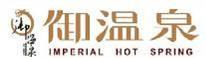 御温泉
IMPERIAL HOT SPRING